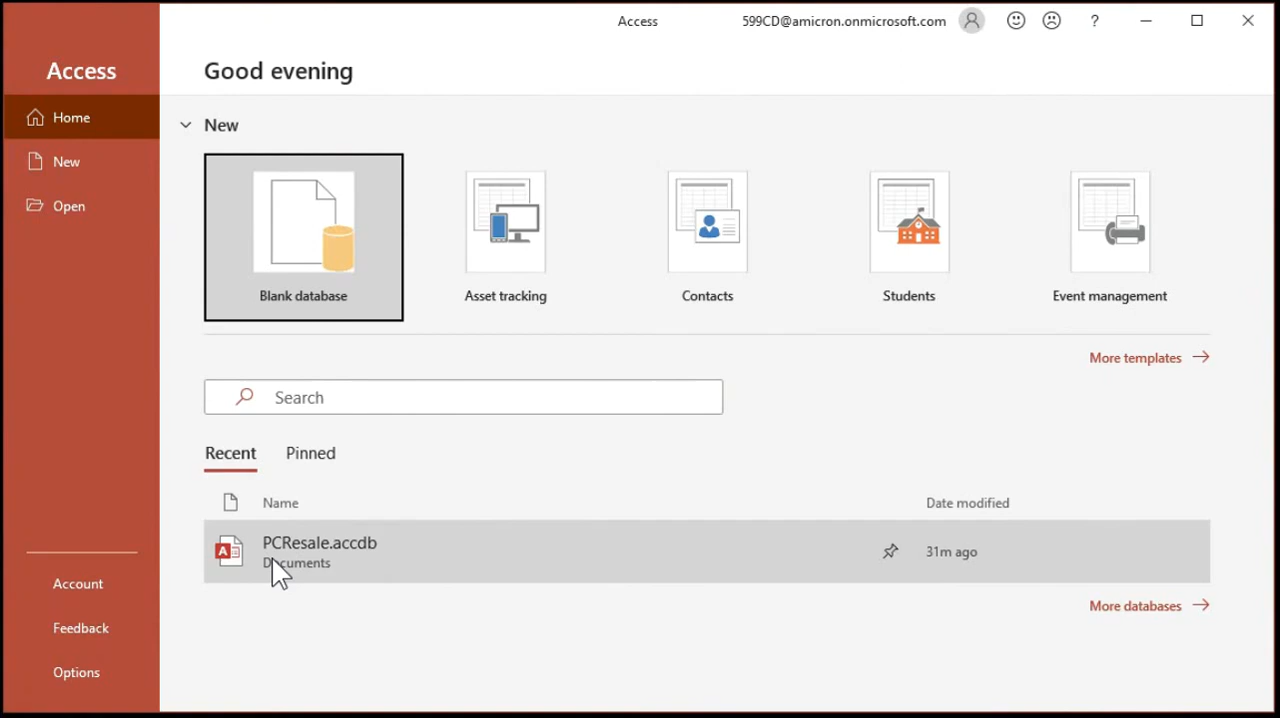 Access
599CD@amicron.onmicrosoft.com
?
Access
Good evening
Home
New
Open
New
Blank database
Asset tracking
Contacts
Students
Event management
More templates
Search
Recent
Pinned
Name
Date modified
A
PCResale.accdb
Documents
31m ago
More databases
Account
Feedback
Options